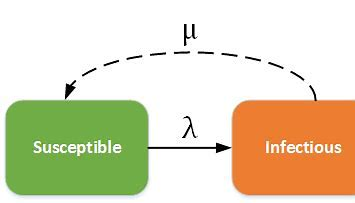 μ
λ
Susceptible
Infectious